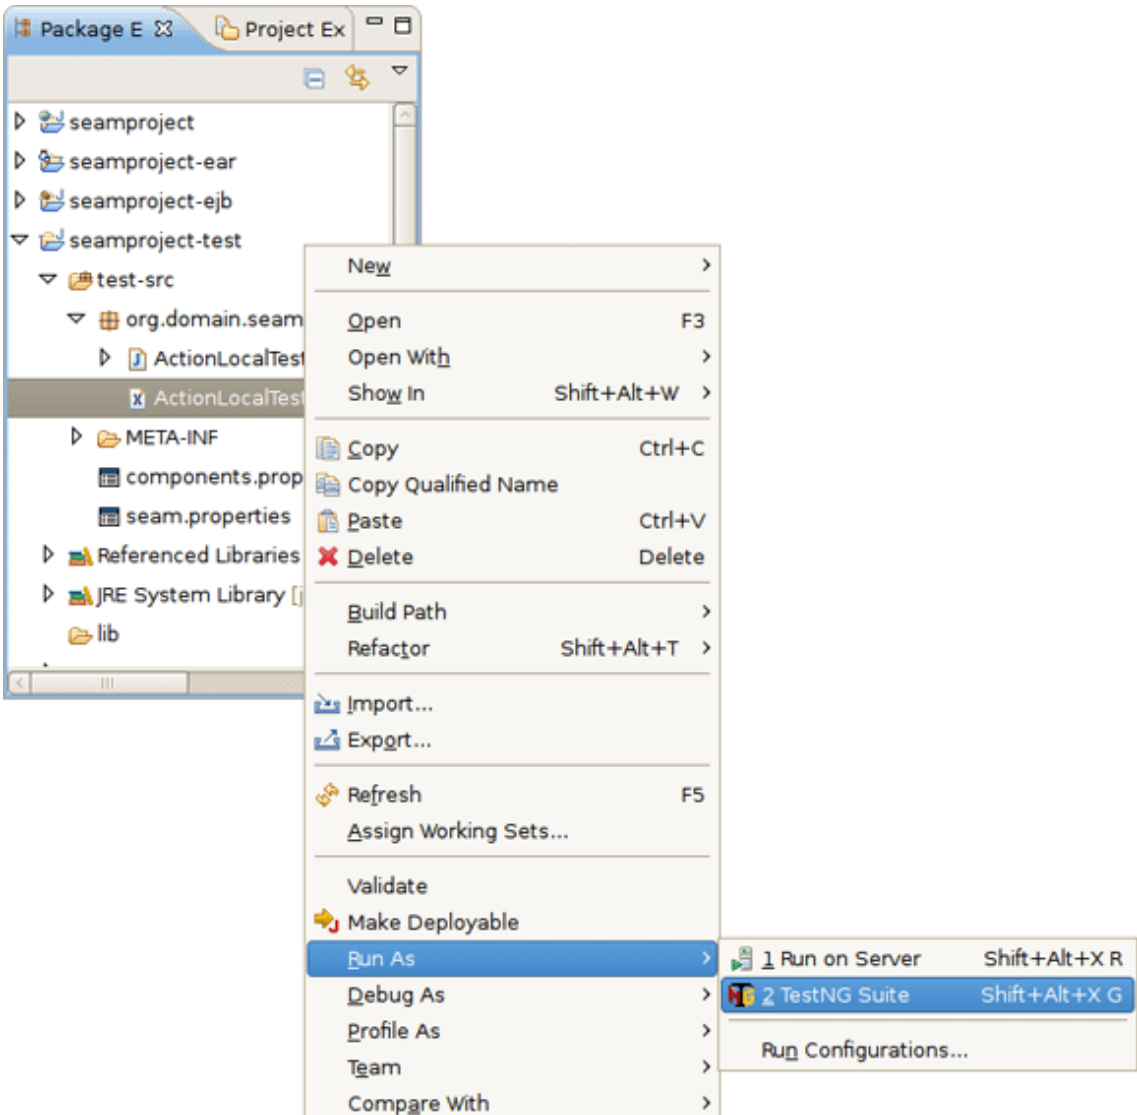 Package E
Project Ex
seamproject
seamproject-ear
seamproject-ejb
seamproject-test
test-src
org.domain.seam
ActionLocalTest
ActionLocalTest
META-INF
components.prop
seam.properties
Referenced Libraries
JRE System Library [j
lib
New
Open F3
Open With
Show In Shift+Alt+W
Copy Ctrl+C
Copy Qualified Name
Paste Ctrl+V
Delete Delete
Build Path
Refactor Shift+Alt+T
Import...
Export...
Refresh F5
Assign Working Sets...
Validate
Make Deployable
Run As
Debug As
Profile As
Team
Compare With
1 Run on Server Shift+Alt+X R
2 TestNG Suite Shift+Alt+X G
Run Configurations...